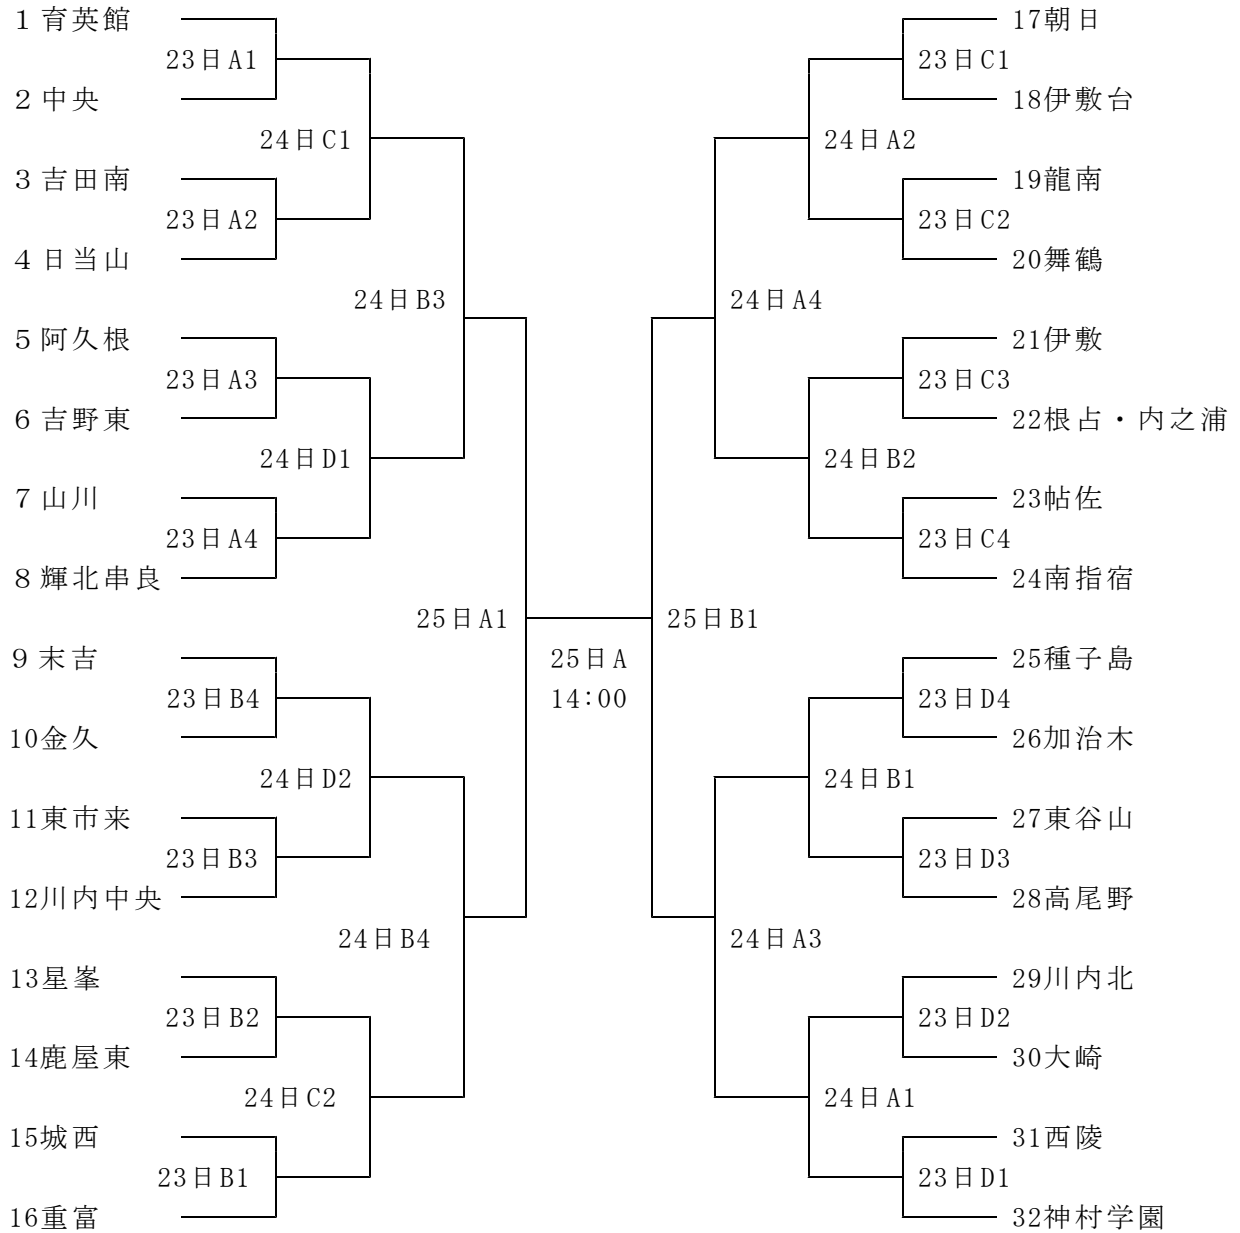 1 育英館
23日A1
2 中央
24日C1
3 吉田南
23日A2
4 日当山
24日B3
5 阿久根
23日A3
6 吉野東
24日D1
7 山川
23日A4
8 輝北串良
25日A1
9 末吉
23日B4
10金久
24日D2
11東市来
23日B3
12川内中央
24日B4
13星峯
23日B2
14鹿屋東
24日C2
15城西
23日B1
16重富
25日A
14:00
17朝日
23日C1
18伊敷台
24日A2
19龍南
23日C2
20舞鶴
24日A4
21伊敷
23日C3
22根占・内之浦
24日B2
23帖佐
23日C4
24南指宿
25日B1
25種子島
23日D4
26加治木
24日B1
27東谷山
23日D3
28高尾野
24日A3
29川内北
23日D2
30大崎
24日A1
31西陵
23日D1
32神村学園